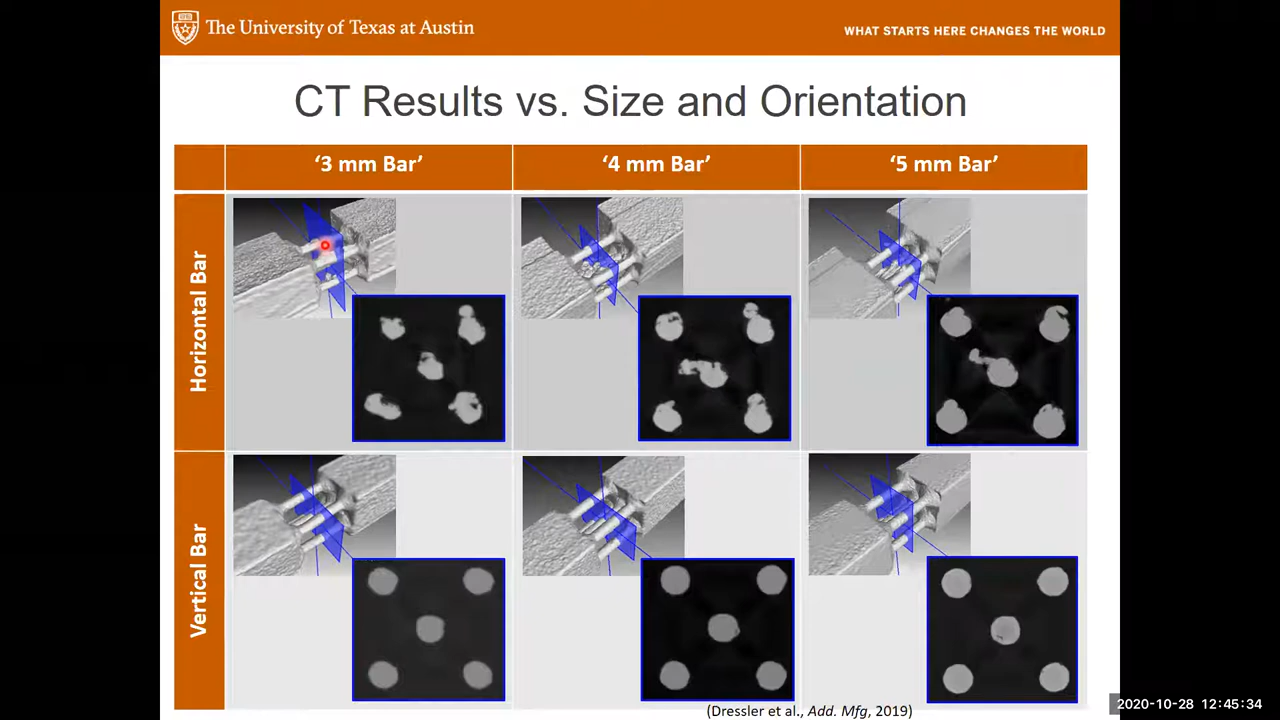 The University of Texas at Austin
WHAT STARTS HERE CHANGES THE WORLD
CT Results vs. Size and Orientation
‘3 mm Bar’
‘4 mm Bar’
‘5 mm Bar’
Horizontal Bar
Vertical Bar
(Dressler et al., Add. Mfg, 2019)
2020-10-28 12:45:34